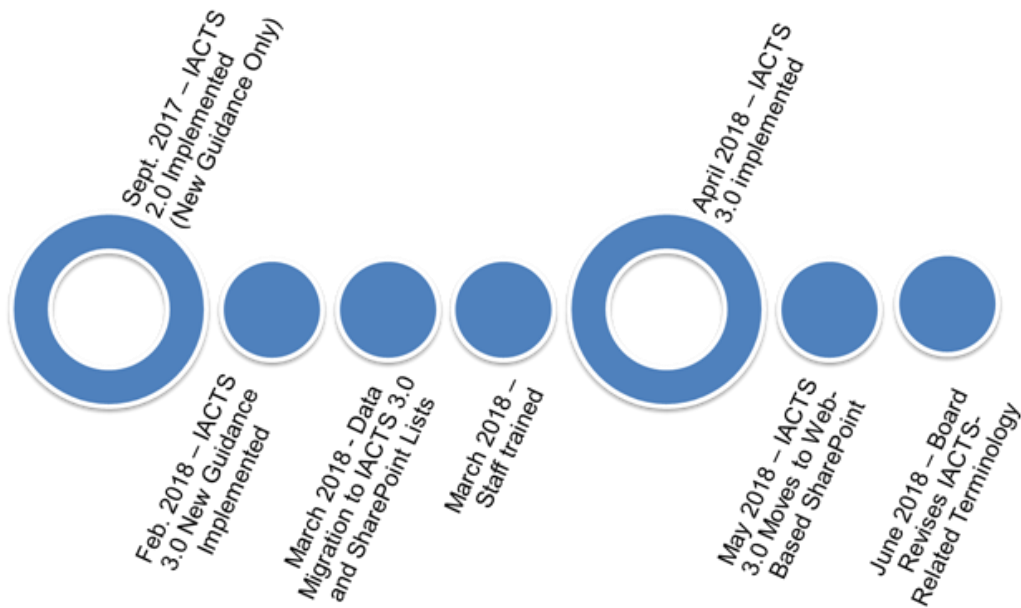 Sept. 2017 – IACTS
2.0 Implemented
(New Guidance Only)
Feb. 2018 – IACTS
3.0 New Guidance
Implemented
March 2018 - Data
Migration to IACTS 3.0
and SharePoint Lists
March 2018 –
Staff trained
April 2018 – IACTS
3.0 implemented
May 2018 – IACTS
3.0 Moves to Web-
Based SharePoint
June 2018 – Board
Revises IACTS-
Related Terminology